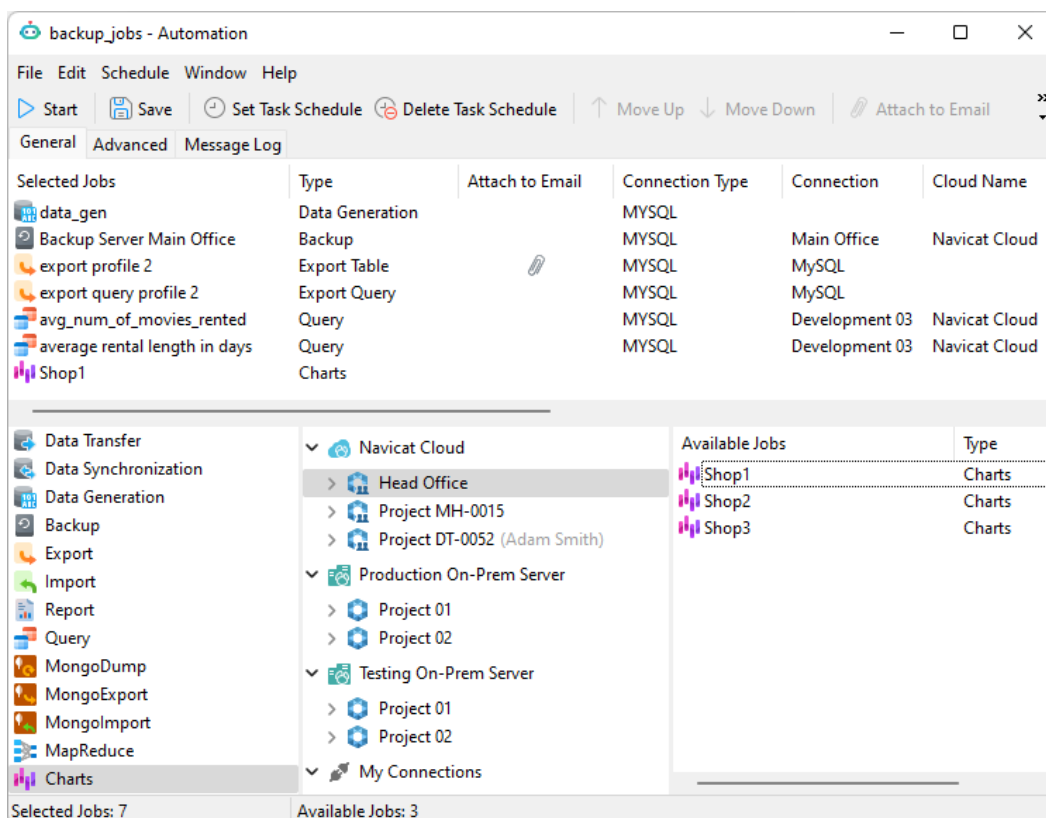 backup_jobs - Automation
File Edit Schedule Window Help
Start Save Set Task Schedule Delete Task Schedule Move Up Move Down Attach to Email »
General Advanced Message Log
Selected Jobs Type Attach to Email Connection Type Connection Cloud Name
data_gen Data Generation MYSQL
Backup Server Main Office Backup MYSQL Main Office Navicat Cloud
export profile 2 Export Table MYSQL MySQL
export query profile 2 Export Query MYSQL MySQL
avg_num_of_movies_rented Query MYSQL Development 03 Navicat Cloud
average rental length in days Query MYSQL Development 03 Navicat Cloud
Shop1 Charts
Data Transfer
Data Synchronization
Data Generation
Backup
Export
Import
Report
Query
MongoDump
MongoExport
MongoImport
MapReduce
Charts
Navicat Cloud
Head Office
Project MH-0015
Project DT-0052 (Adam Smith)
Production On-Prem Server
Project 01
Project 02
Testing On-Prem Server
Project 01
Project 02
My Connections
Available Jobs Type
Shop1 Charts
Shop2 Charts
Shop3 Charts
Selected Jobs: 7 Available Jobs: 3